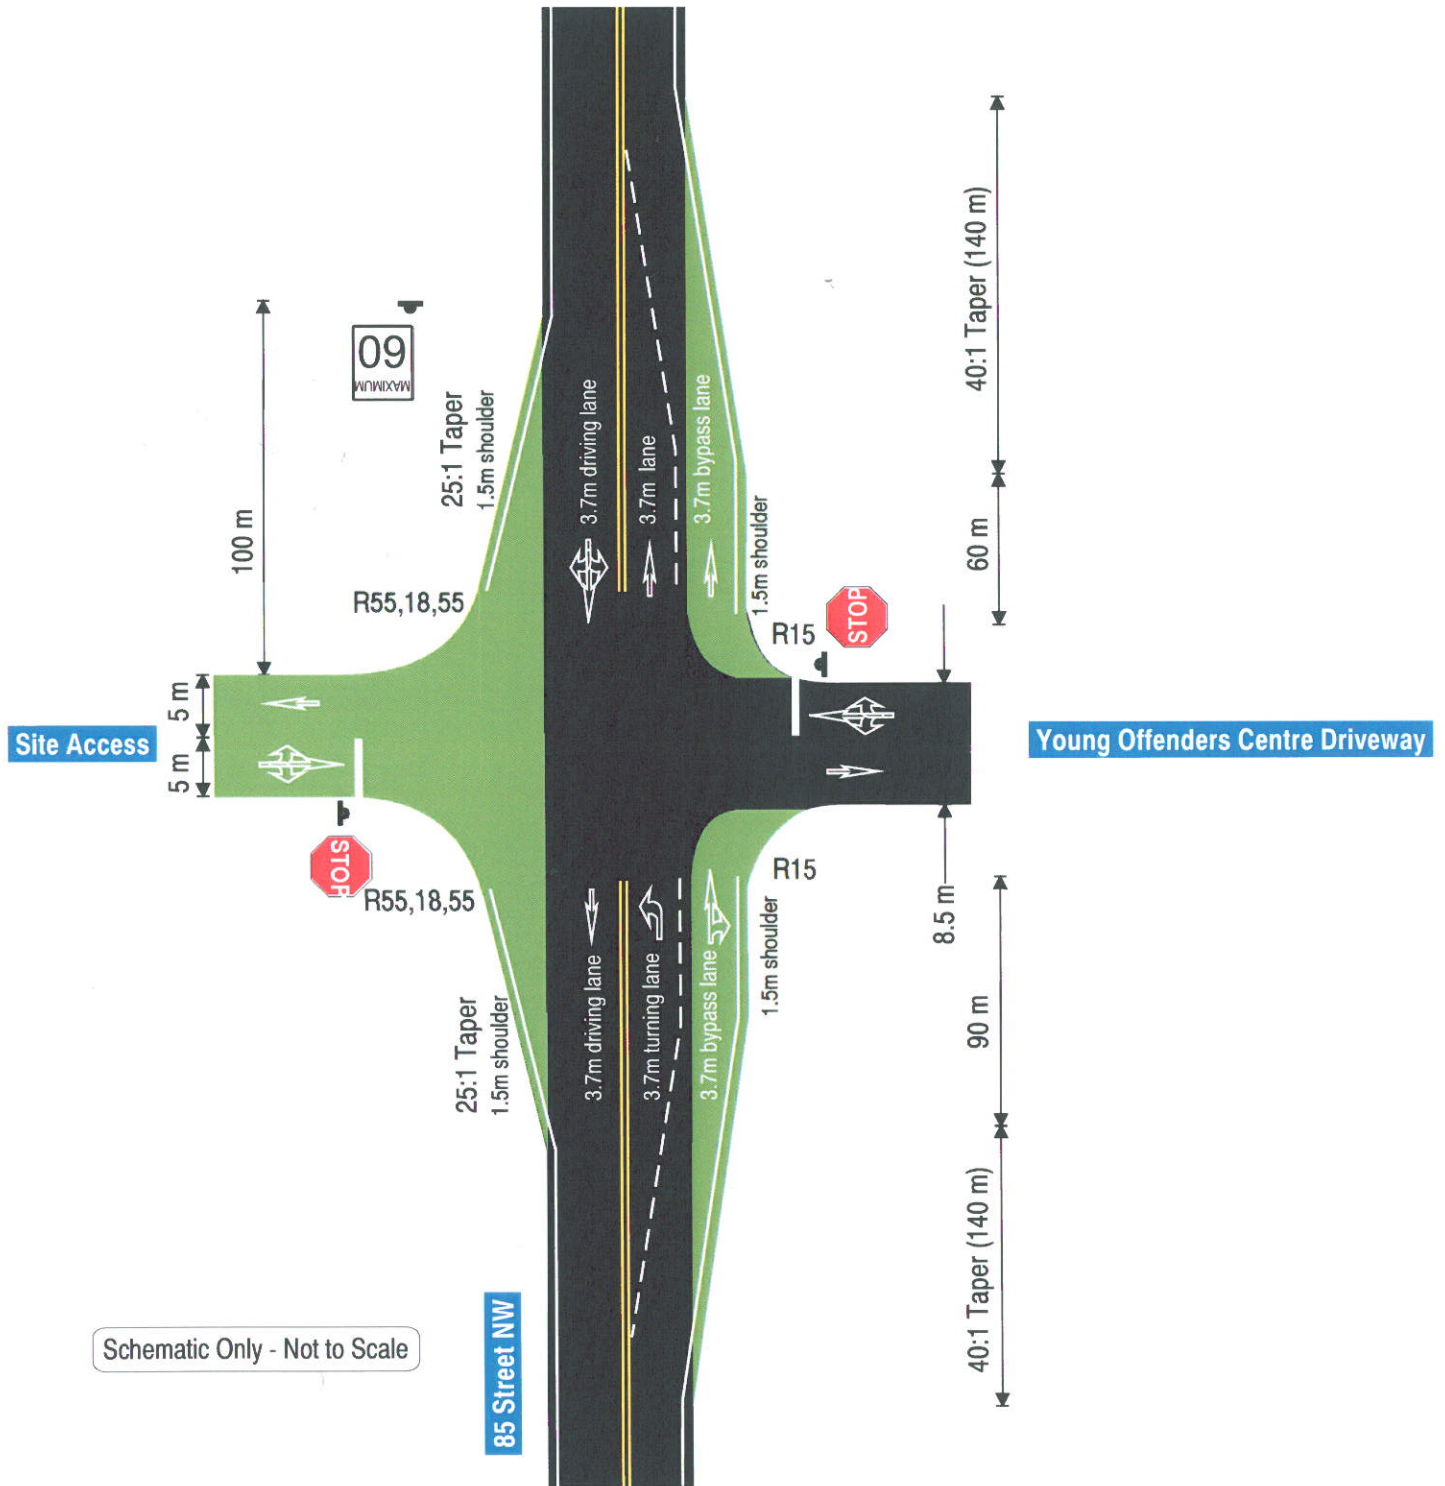 40:1 Taper (140 m)
MAXIMUM
60
25:1 Taper
1.5m shoulder
100 m
3.7m driving lane
3.7m lane
3.7m bypass lane
1.5m shoulder
60 m
R55,18,55
R15
STOP
5 m
5 m
Site Access
Young Offenders Centre Driveway
STOP
R55,18,55
R15
8.5 m
25:1 Taper
1.5m shoulder
3.7m driving lane
3.7m turning lane
3.7m bypass lane
1.5m shoulder
90 m
40:1 Taper (140 m)
85 Street NW
Schematic Only - Not to Scale